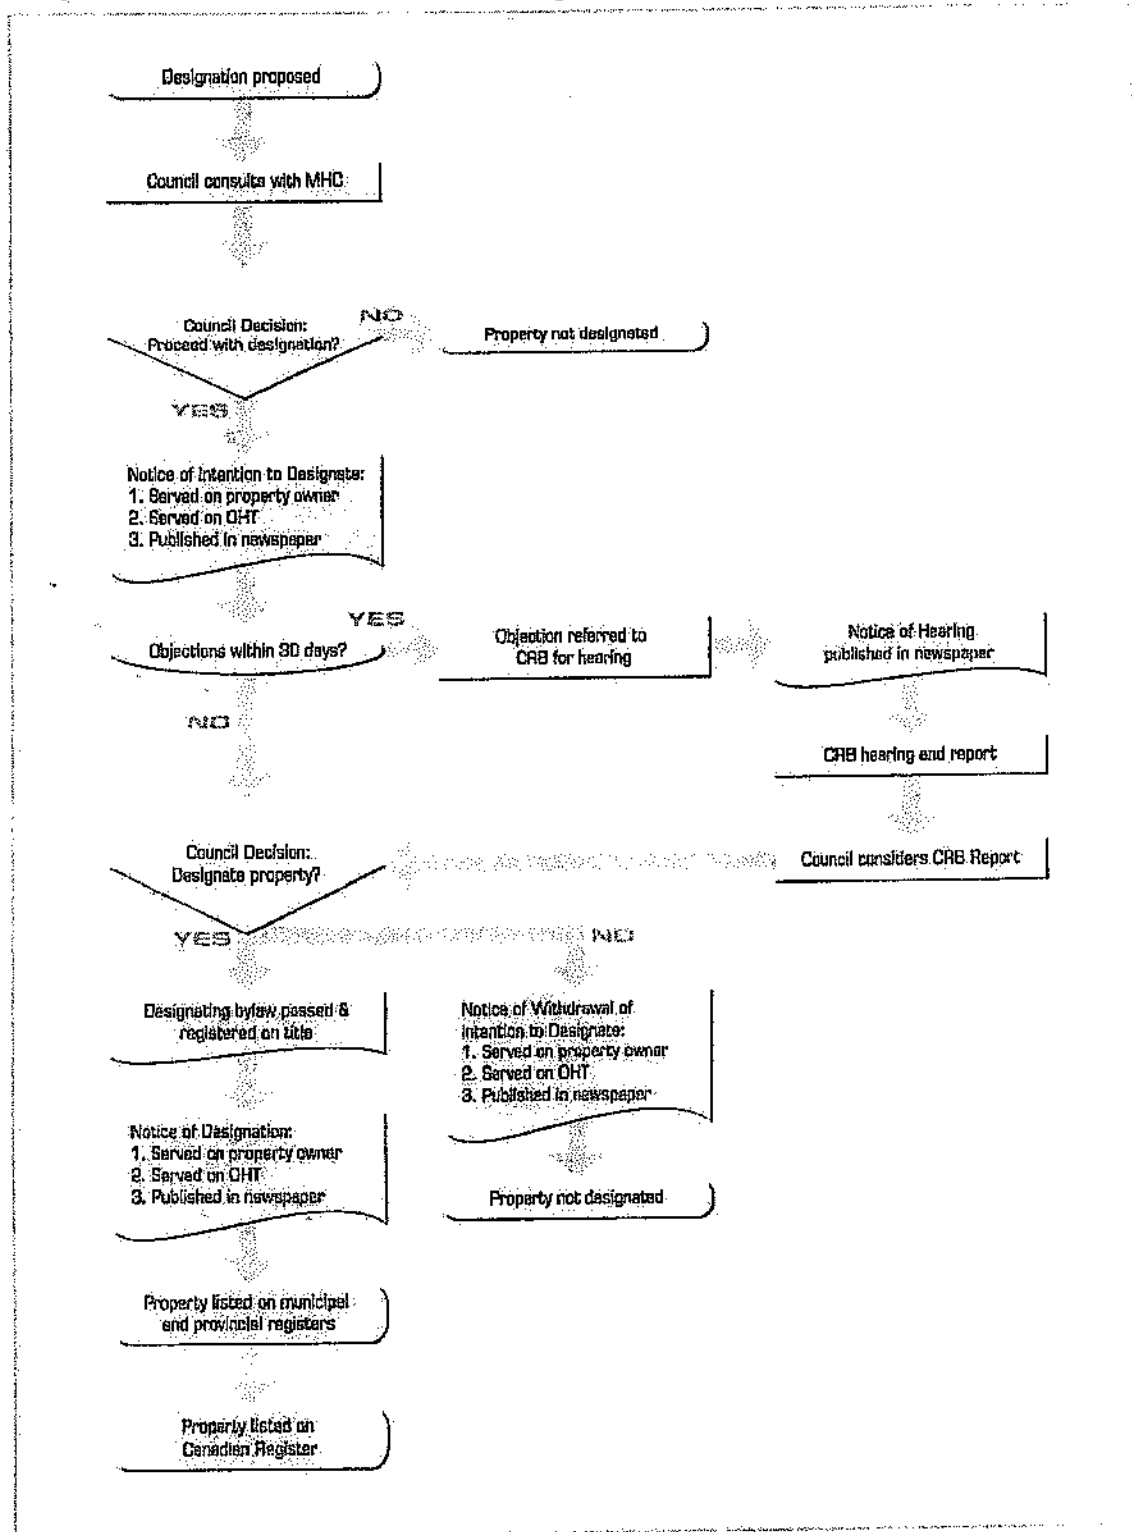 Designation proposed
Council consults with MHC
Council Decision:
Proceed with designation?
NO
Property not designated
YES
Notice of Intention to Designate:
1. Served on property owner
2. Served on OHT
3. Published in newspaper
Objections within 30 days?
YES
Objection referred to
CRB for hearing
Notice of Hearing
published in newspaper
NO
CRB hearing and report
Council considers CRB Report
Council Decision:
Designate property?
YES
NO
Designating bylaw passed &
registered on title
Notice of Withdrawal of
Intention to Designate:
1. Served on property owner
2. Served on OHT
3. Published in newspaper
Notice of Designation:
1. Served on property owner
2. Served on OHT
3. Published in newspaper
Property not designated
Property listed on municipal
and provincial registers
Property listed on
Canadian Register